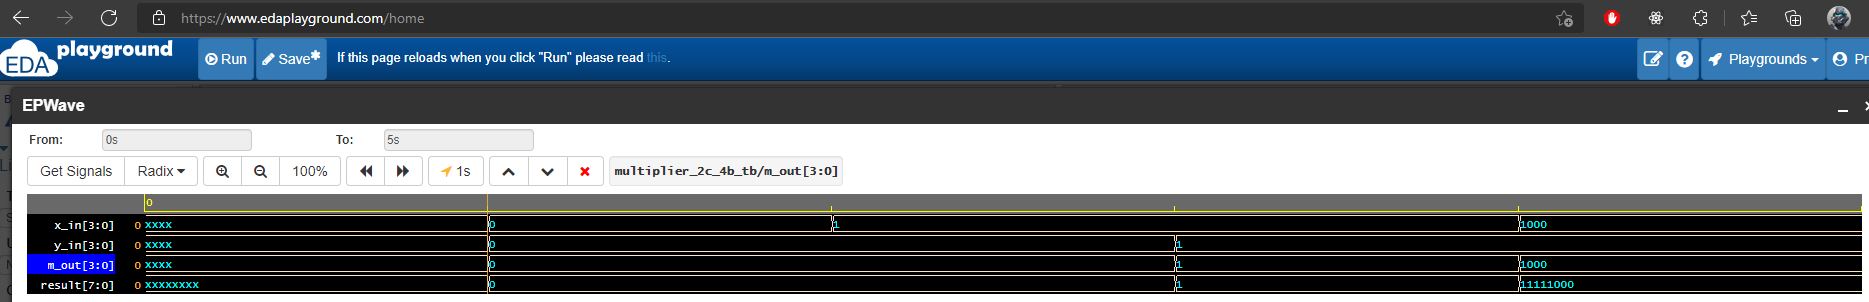 https://www.edaplayground.com/home
EDA playground Run Save* If this page reloads when you click "Run" please read this. Playgrounds Pr
EPWave
From: 0s To: 5s
Get Signals Radix 100% 1s multiplier_2c_4b_tb/m_out[3:0]
0
x_in[3:0] 0 xxxx 0 1 1000
y_in[3:0] 0 xxxx 0 1
m_out[3:0] 0 xxxx 0 1 1000
result[7:0] 0 xxxxxxxx 0 1 11111000